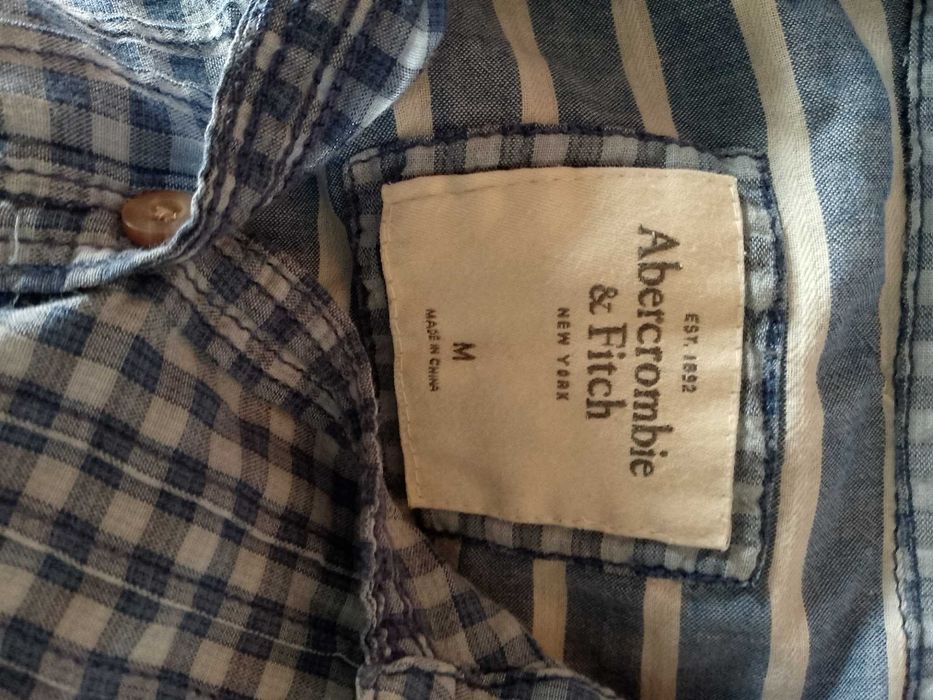 EST. 1892
Abercrombie
& Fitch
NEW YORK
M
MADE IN CHINA